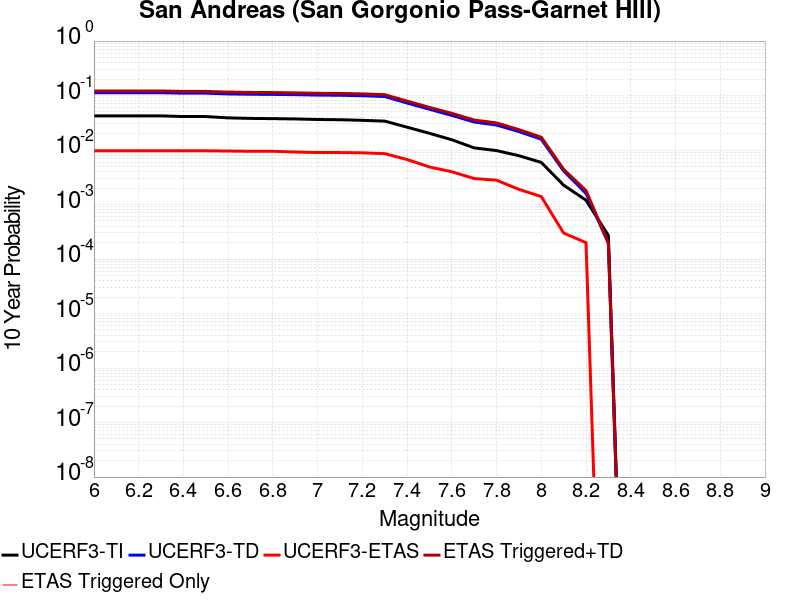 San Andreas (San Gorgonio Pass-Garnet HIll)
10 0
10 -1
10 -2
10 -3
10 -4
10 -5
10 -6
10 -7
10 -8
10 Year Probability
6 6.2 6.4 6.6 6.8 7 7.2 7.4 7.6 7.8 8 8.2 8.4 8.6 8.8 9
Magnitude
UCERF3-TI UCERF3-TD UCERF3-ETAS ETAS Triggered+TD
ETAS Triggered Only